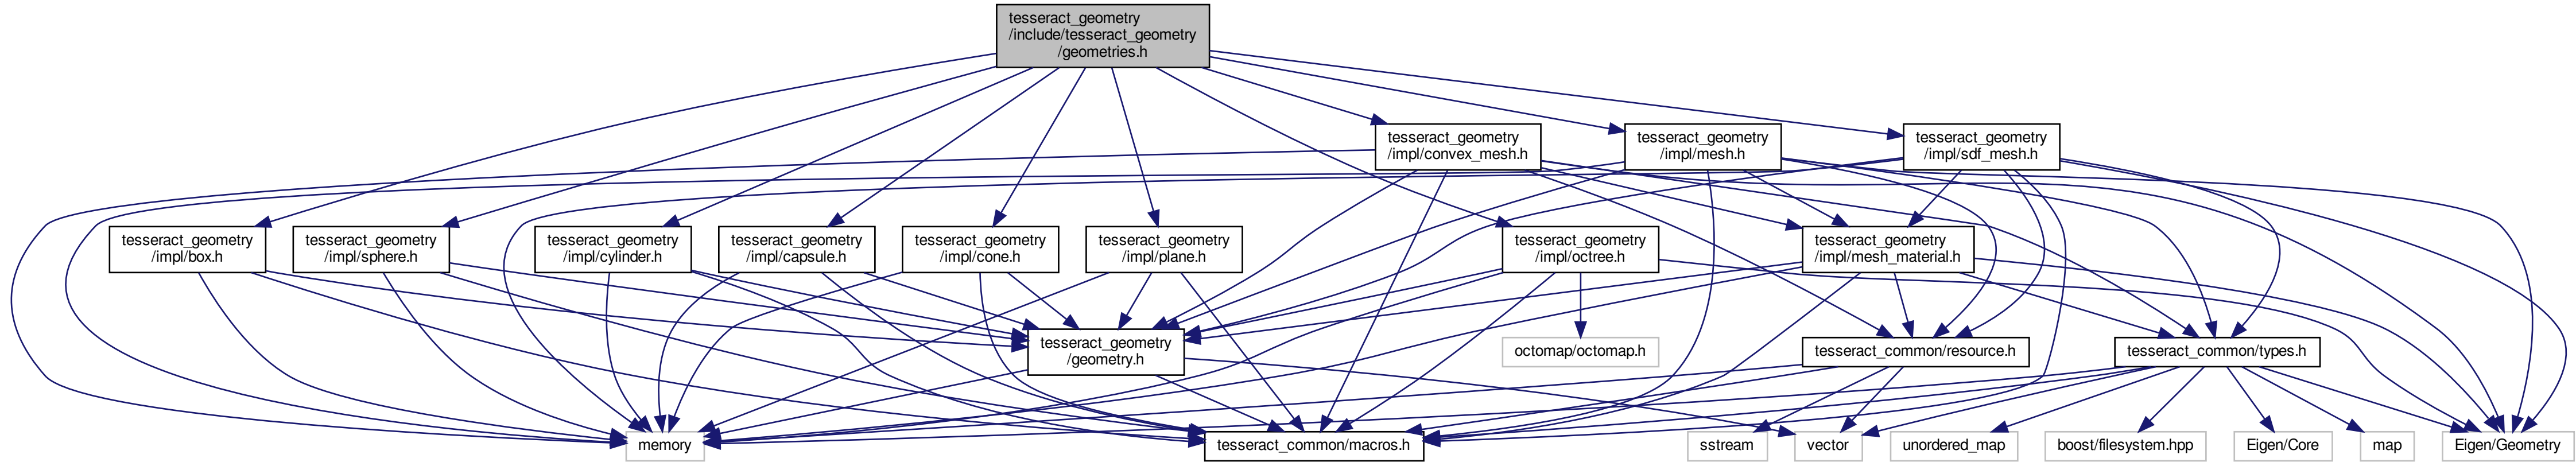 tesseract_geometry
/include/tesseract_geometry
/geometries.h
tesseract_geometry
/impl/convex_mesh.h
tesseract_geometry
/impl/mesh.h
tesseract_geometry
/impl/sdf_mesh.h
tesseract_geometry
/impl/box.h
tesseract_geometry
/impl/sphere.h
tesseract_geometry
/impl/cylinder.h
tesseract_geometry
/impl/capsule.h
tesseract_geometry
/impl/cone.h
tesseract_geometry
/impl/plane.h
tesseract_geometry
/impl/octree.h
tesseract_geometry
/impl/mesh_material.h
tesseract_geometry
/geometry.h
octomap/octomap.h
tesseract_common/resource.h
tesseract_common/types.h
memory
tesseract_common/macros.h
sstream
vector
unordered_map
boost/filesystem.hpp
Eigen/Core
map
Eigen/Geometry